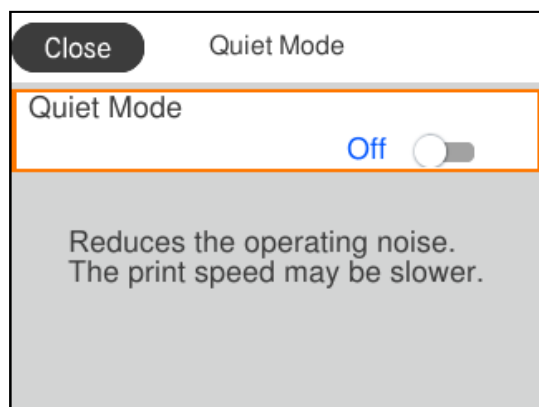 Close
Quiet Mode
Quiet Mode
Off
Reduces the operating noise.
The print speed may be slower.